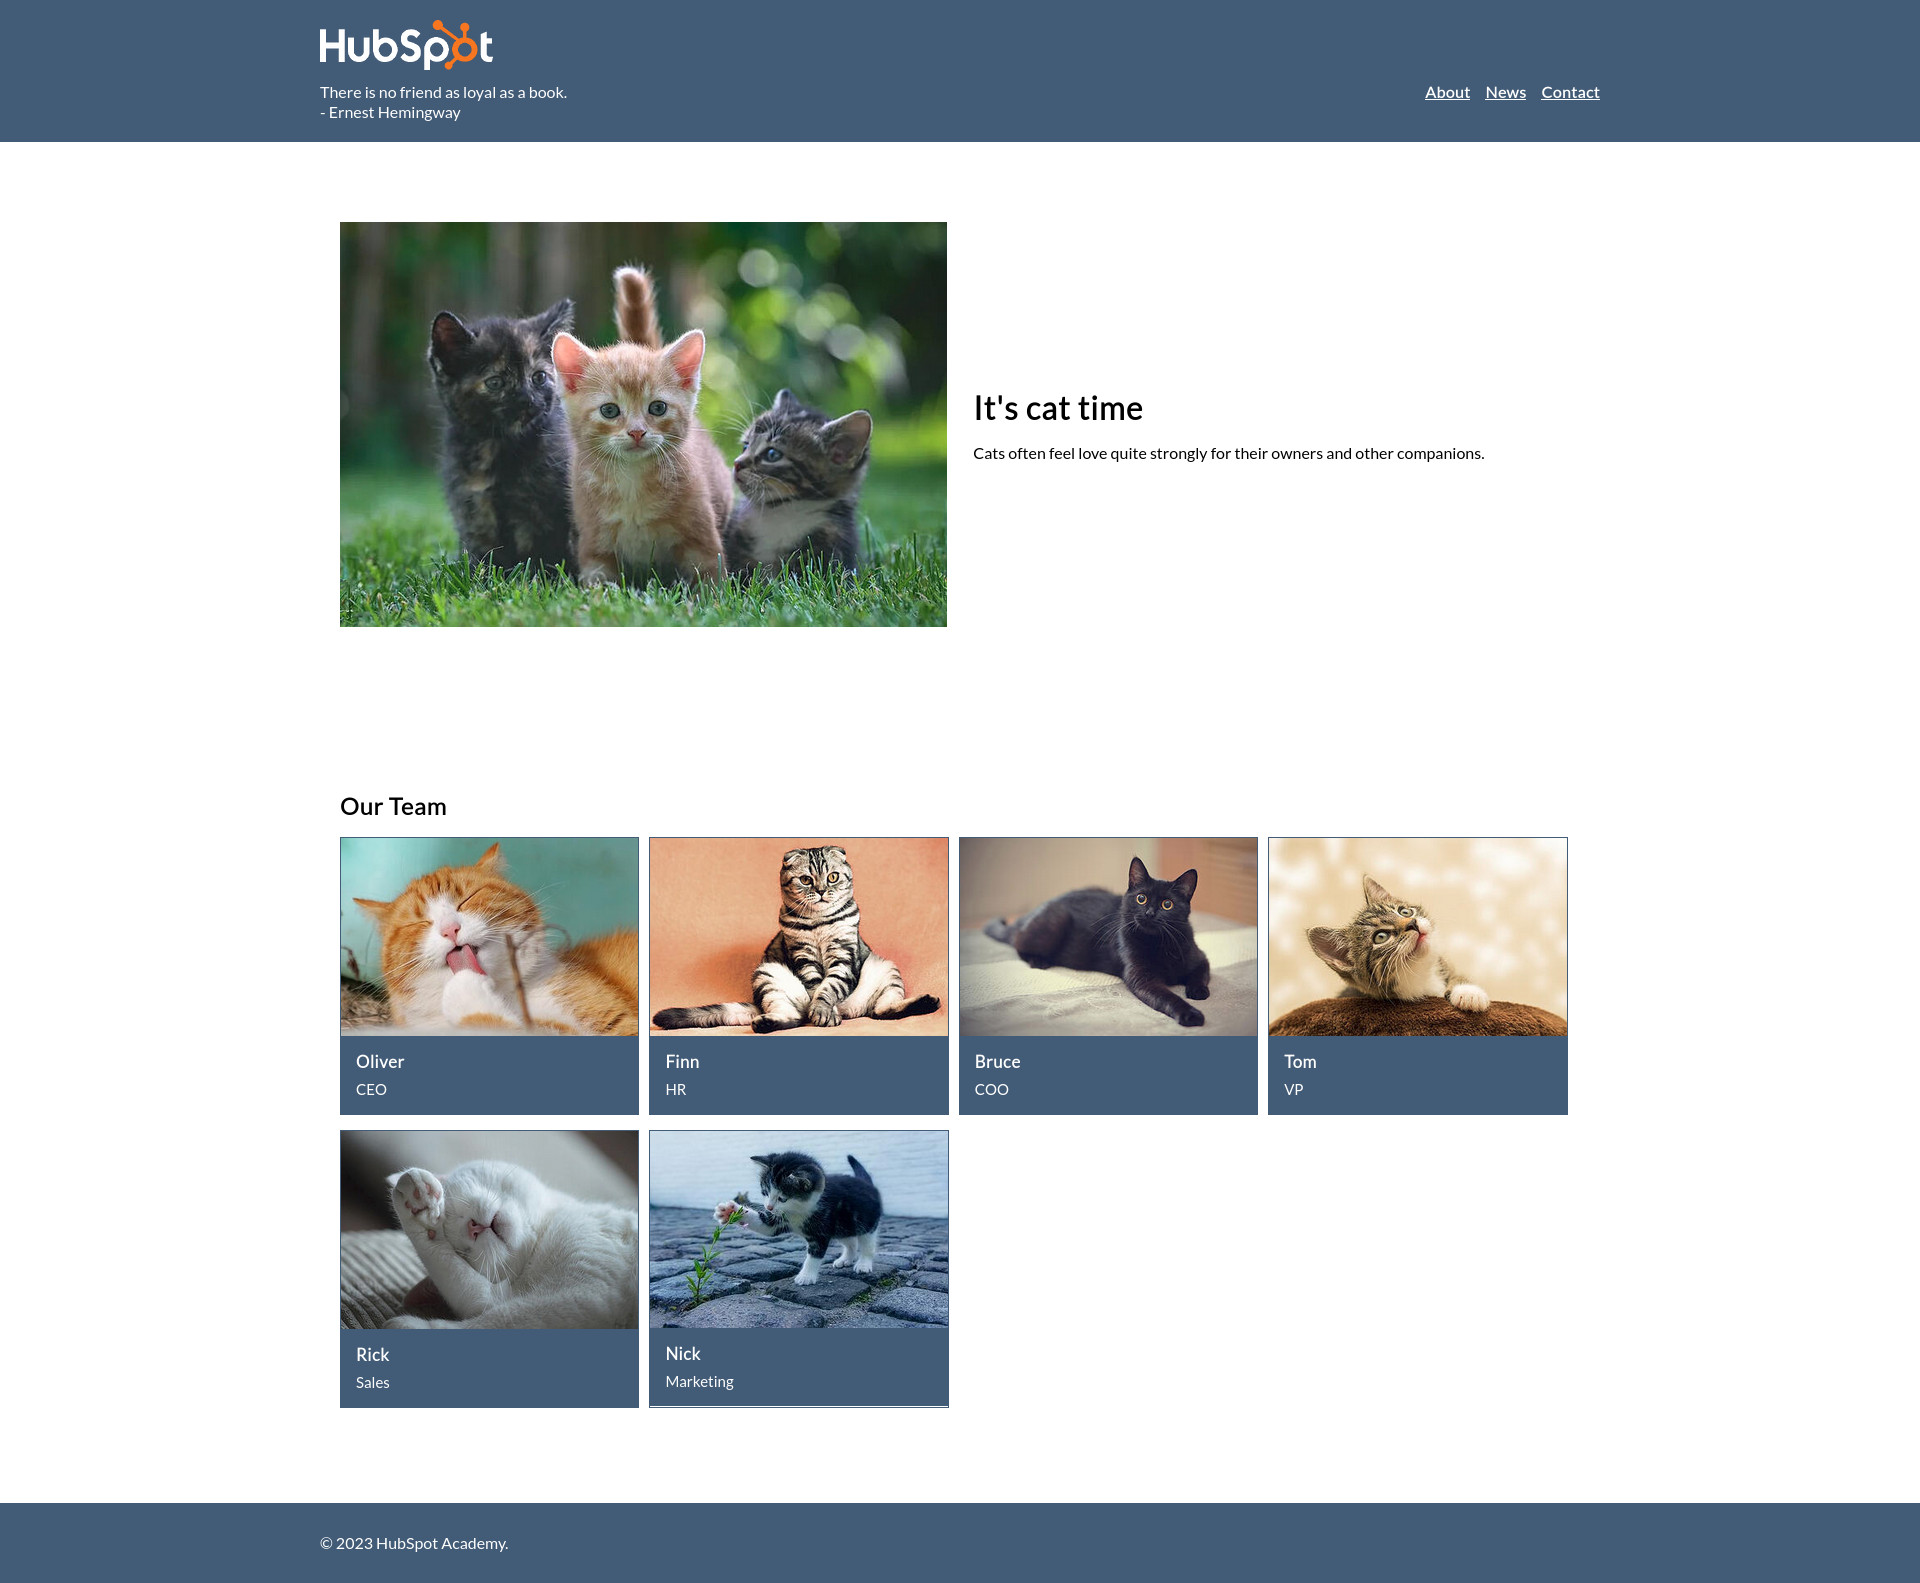 HubSpot
There is no friend as loyal as a book.
- Ernest Hemingway
About News Contact
It's cat time
Cats often feel love quite strongly for their owners and other companions.
Our Team
Oliver
CEO
Finn
HR
Bruce
COO
Tom
VP
Rick
Sales
Nick
Marketing
© 2023 HubSpot Academy.